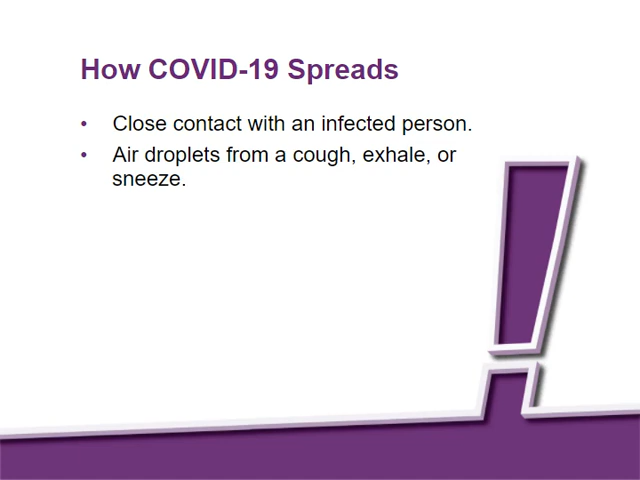 How COVID-19 Spreads
• Close contact with an infected person.
• Air droplets from a cough, exhale, or
sneeze.